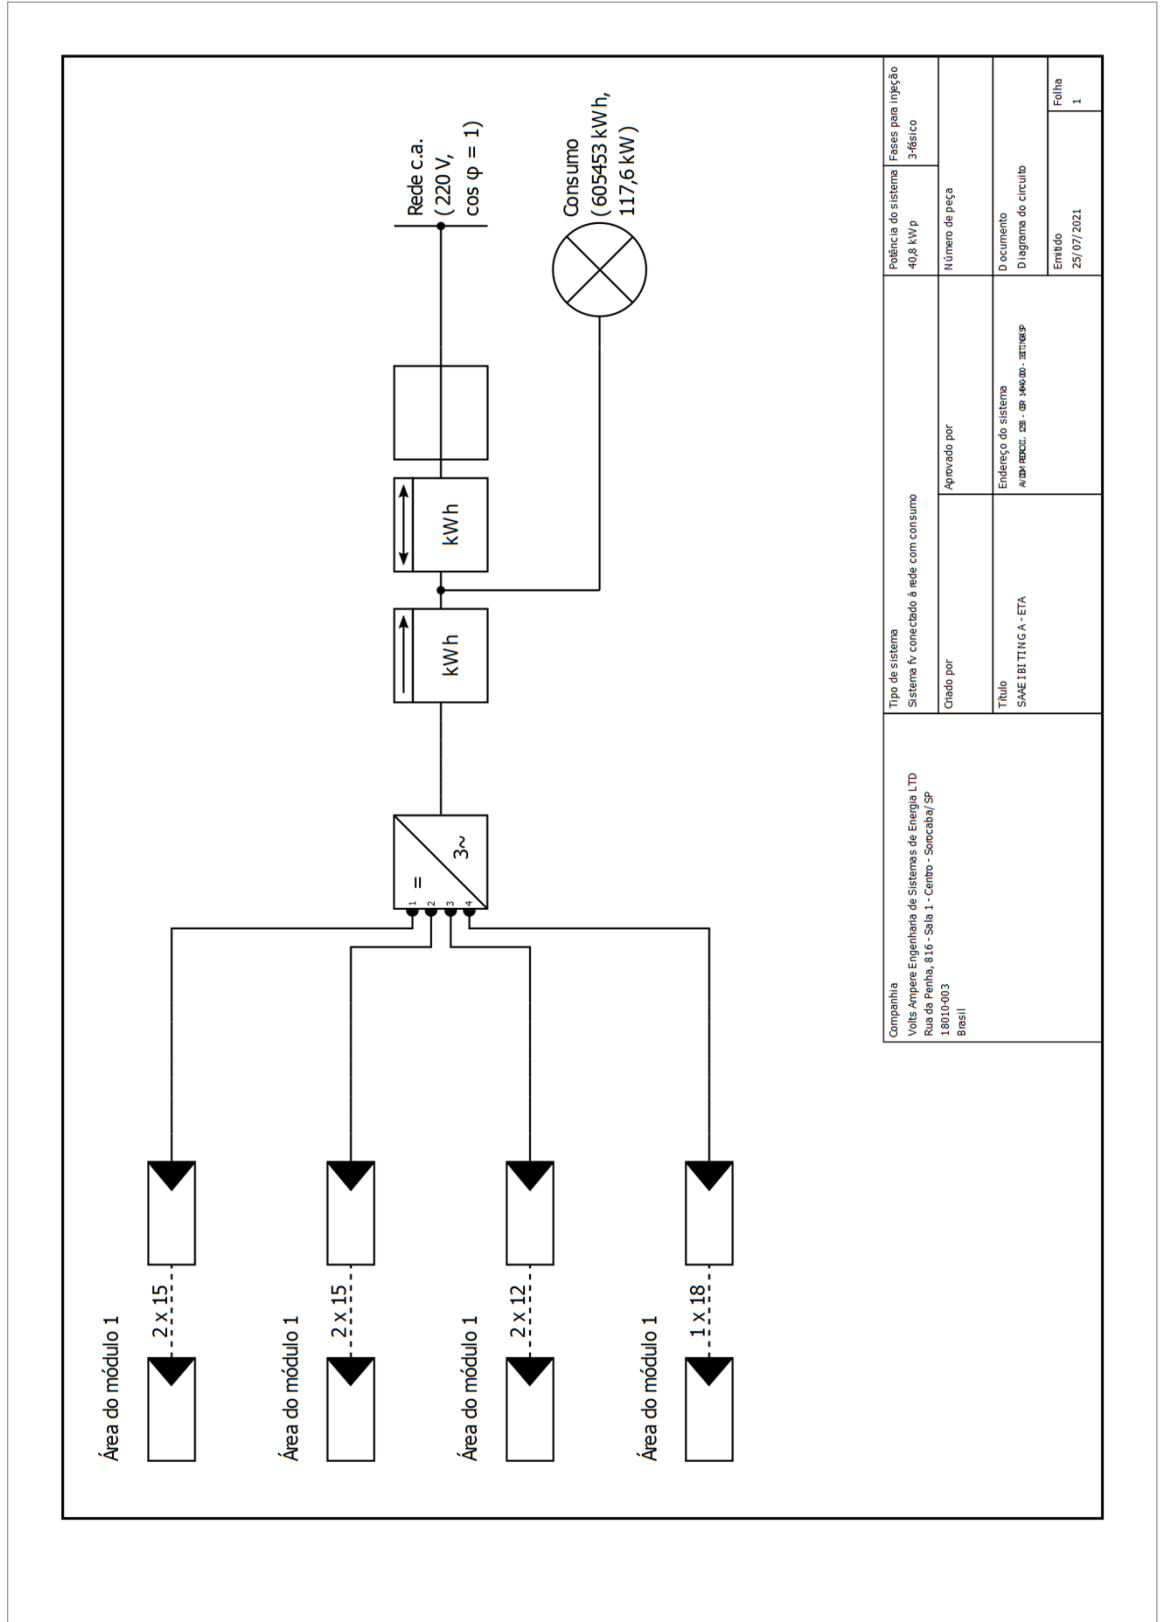 Área do módulo 1
2 x 15
Área do módulo 1
2 x 15
Área do módulo 1
2 x 12
Área do módulo 1
1 x 18
1
2
3
4
=
3~
kWh
kWh
Rede c.a.
(220 V,
cos φ = 1)
Consumo
(605453 kWh,
117,6 kW)
Companhia
Volts Ampere Engenharia de Sistemas de Energia LTD
Rua da Penha, 816 - Sala 1 - Centro - Sorocaba/SP
18010-003
Brasil
Tipo de sistema
Sistema fv conectado à rede com consumo
Potência do sistema
40,8 kWp
Fases para injeção
3-fásico
Criado por
Aprovado por
Número de peça
Título
SAAE IBITINGA - ETA
Endereço do sistema
Documento
Diagrama do circuito
Emitido
25/07/2021
Folha
1